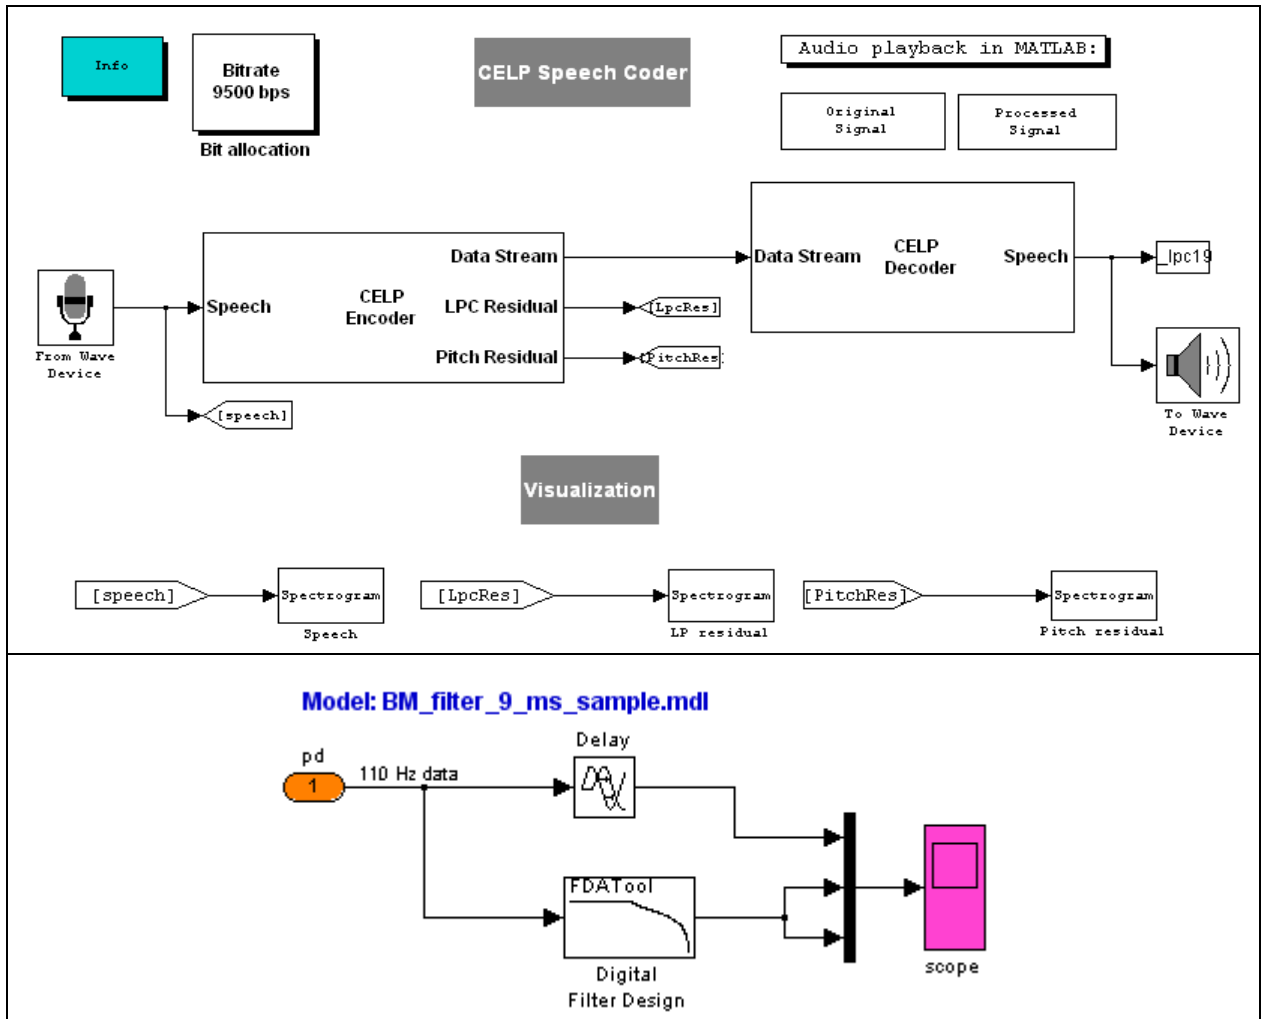 Info
Bitrate
9500 bps
Bit allocation
CELP Speech Coder
Audio playback in MATLAB:
Original
Signal
Processed
Signal
Speech
CELP
Encoder
Data Stream
LPC Residual
Pitch Residual
[LpcRes]
[PitchRes]
Data Stream
CELP
Decoder
Speech
_lpc19
From Wave
Device
[speech]
To Wave
Device
Visualization
[speech]
Spectrogram
Speech
[LpcRes]
Spectrogram
LP residual
[PitchRes]
Spectrogram
Pitch residual
Model: BM_filter_9_ms_sample.mdl
pd
1
110 Hz data
Delay
FDATool
Digital
Filter Design
scope